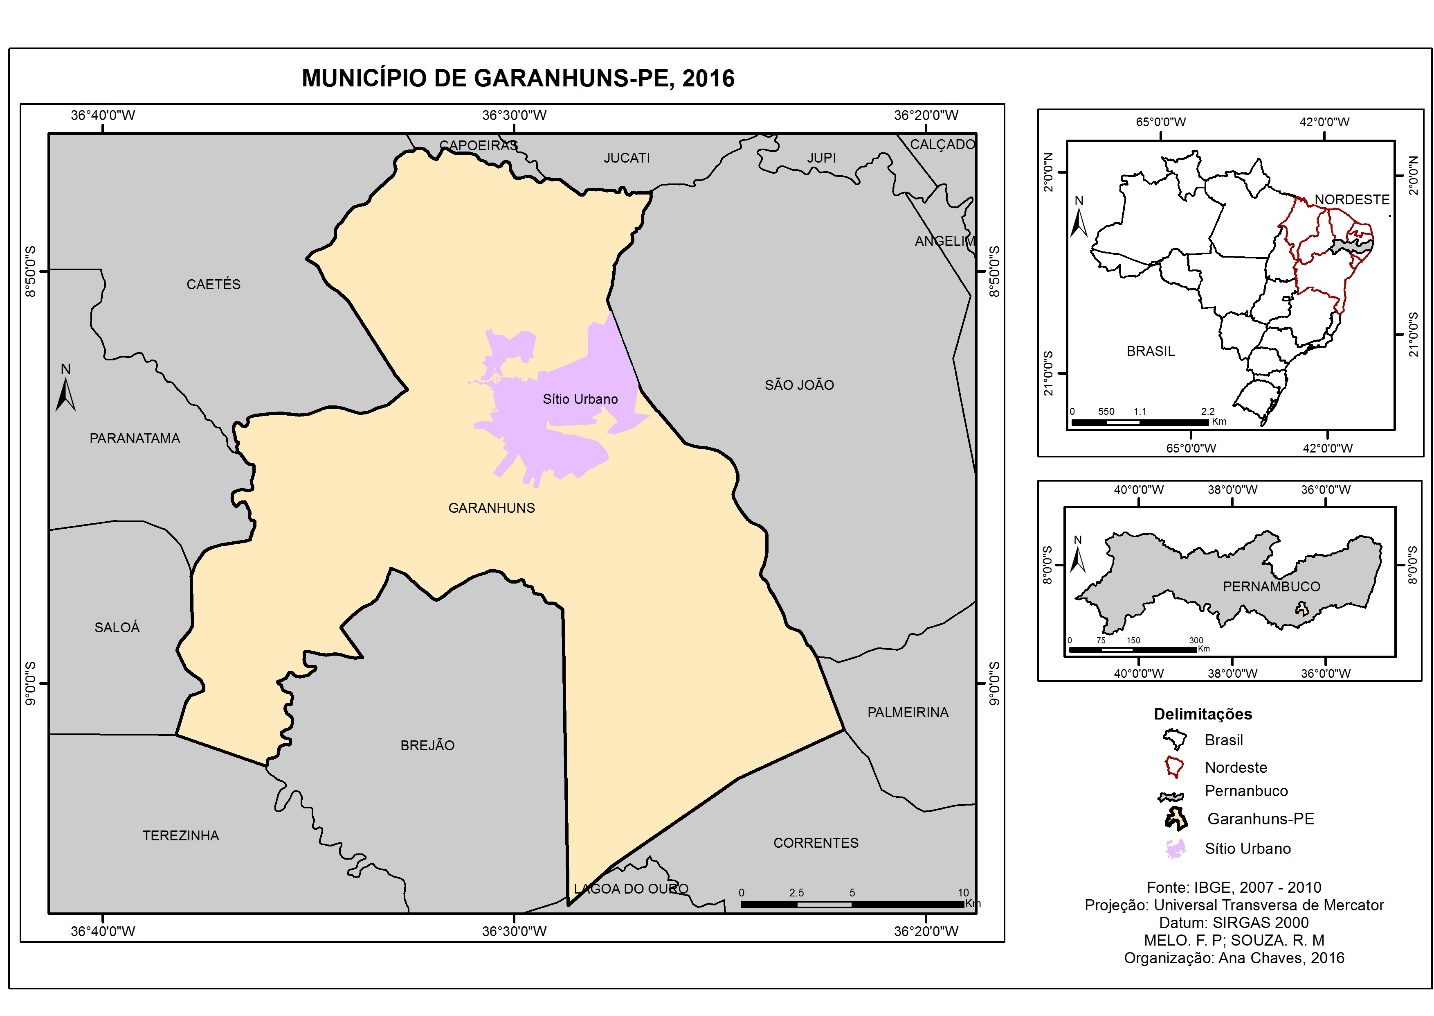 MUNICÍPIO DE GARANHUNS-PE, 2016
36°40'0"W
36°30'0"W
36°20'0"W
8°50'0"S
9°0'0"S
CAPOEIRAS
JUCATI
JUPI
CALÇADO
ANGELIM
8°50'0"S
9°0'0"S
CAETÉS
N
Sítio Urbano
SÃO JOÃO
PARANATAMA
GARANHUNS
SALOÁ
BREJÃO
PALMEIRINA
TEREZINHA
CORRENTES
LAGOA DO OURO
0 2.5 5 10
Km
36°40'0"W
36°30'0"W
36°20'0"W
65°0'0"W
42°0'0"W
2°0'0"N
2°0'0"N
N
NORDESTE
BRASIL
21°0'0"S
21°0'0"S
0 550 1.1 2.2
Km
65°0'0"W
42°0'0"W
40°0'0"W
38°0'0"W
36°0'0"W
8°0'0"S
8°0'0"S
N
PERNAMBUCO
0 75 150 300
Km
40°0'0"W
38°0'0"W
36°0'0"W
Delimitações
Brasil
Nordeste
Pernanbuco
Garanhuns-PE
Sítio Urbano
Fonte: IBGE, 2007 - 2010
Projeção: Universal Transversa de Mercator
Datum: SIRGAS 2000
MELO. F. P; SOUZA. R. M
Organização: Ana Chaves, 2016